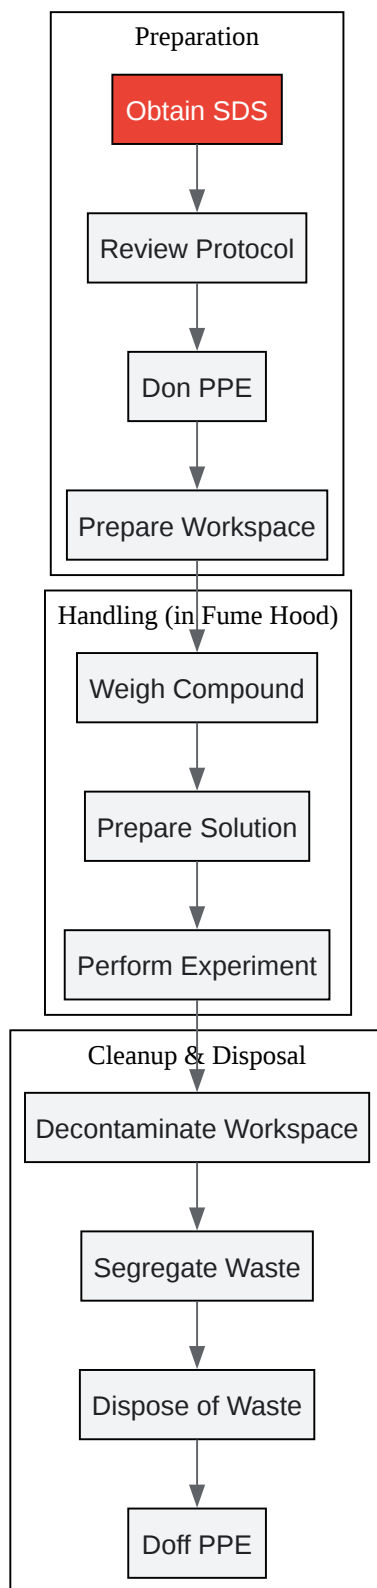 Preparation
Obtain SDS
Review Protocol
Don PPE
Prepare Workspace
Handling (in Fume Hood)
Weigh Compound
Prepare Solution
Perform Experiment
Cleanup & Disposal
Decontaminate Workspace
Segregate Waste
Dispose of Waste
Doff PPE